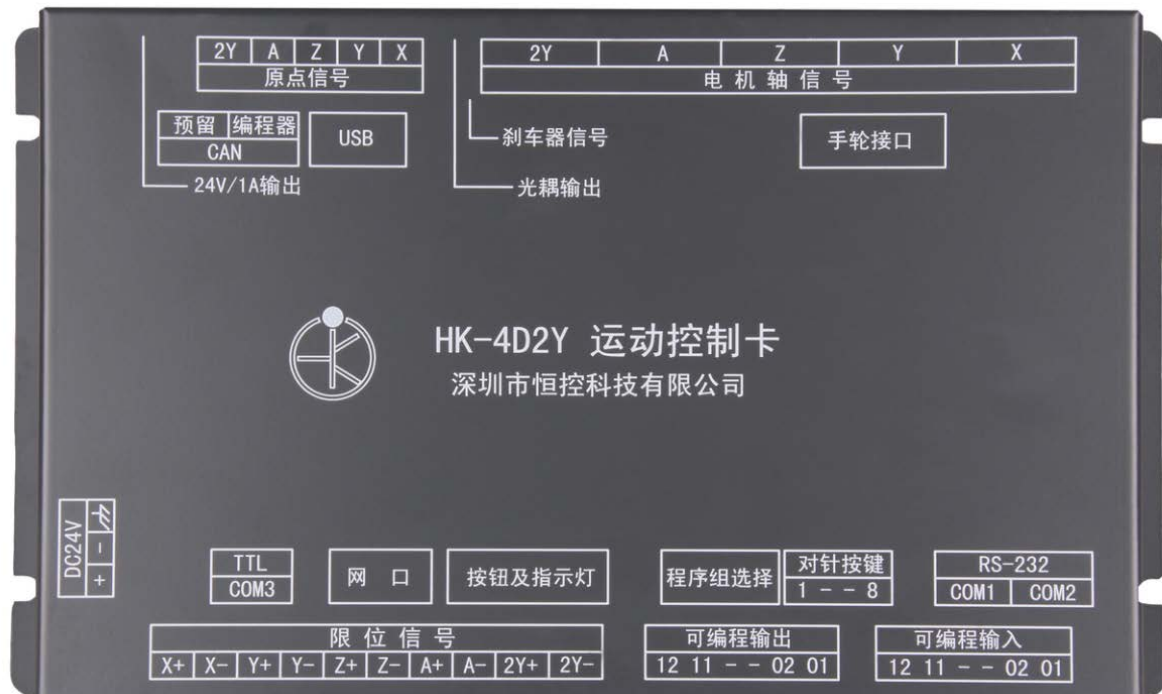 2Y A Z Y X
原点信号
2Y A Z Y X
电机轴信号
预留 编程器
CAN
USB
刹车器信号
手轮接口
24V/1A输出
光耦输出
HK-4D2Y 运动控制卡
深圳市恒控科技有限公司
DC24V
- +
TTL
COM3
网口
按钮及指示灯
程序组选择
对针按键
1 - - 8
RS-232
COM1 COM2
限位信号
X+ X- Y+ Y- Z+ Z- A+ A- 2Y+ 2Y-
可编程输出
12 11 - - 02 01
可编程输入
12 11 - - 02 01